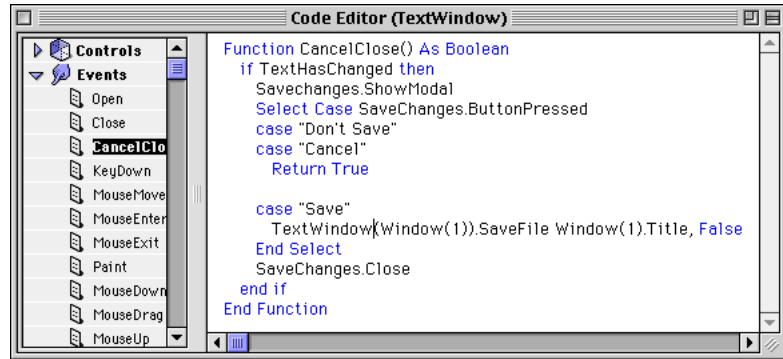 Code Editor (TextWindow)
Controls
Events
Open
Close
CancelClo
KeyDown
MouseMove
MouseEnter
MouseExit
Paint
MouseDown
MouseDrag
MouseUp
Function CancelClose() As Boolean
if TextHasChanged then
Savechanges.ShowModal
Select Case SaveChanges.ButtonPressed
case "Don't Save"
case "Cancel"
Return True
case "Save"
TextWindow(Window(1)).SaveFile Window(1).Title, False
End Select
SaveChanges.Close
end if
End Function